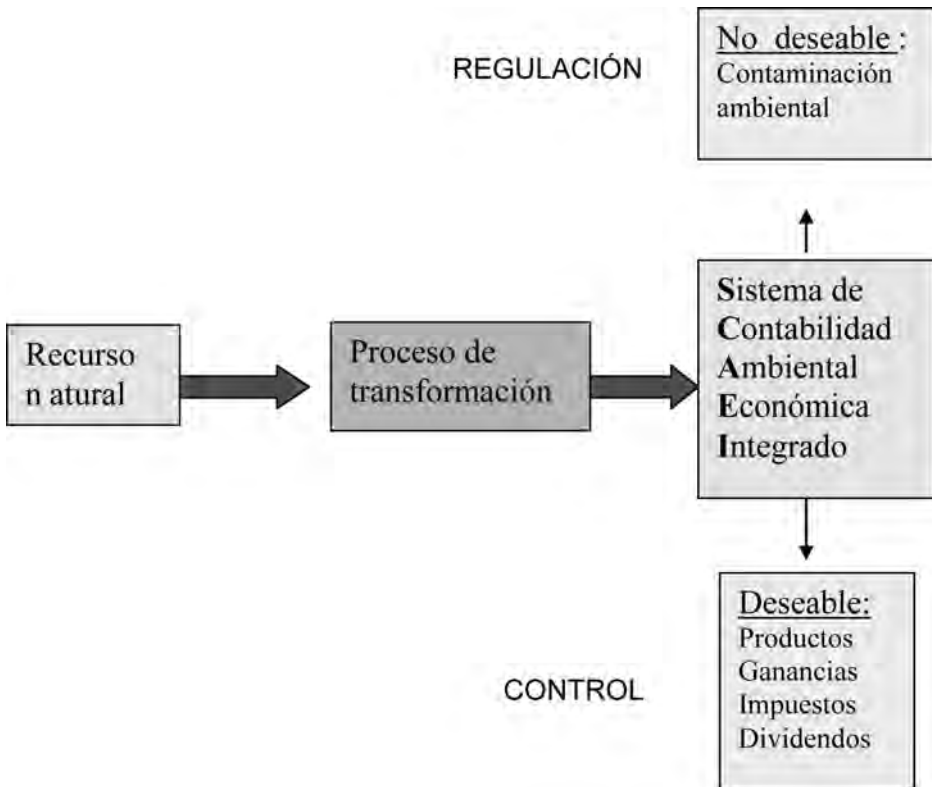 REGULACIÓN
No deseable :
Contaminación
ambiental
Recurso
n atural
Proceso de
transformación
Sistema de
Contabilidad
Ambiental
Económica
Integrado
CONTROL
Deseable:
Productos
Ganancias
Impuestos
Dividendos